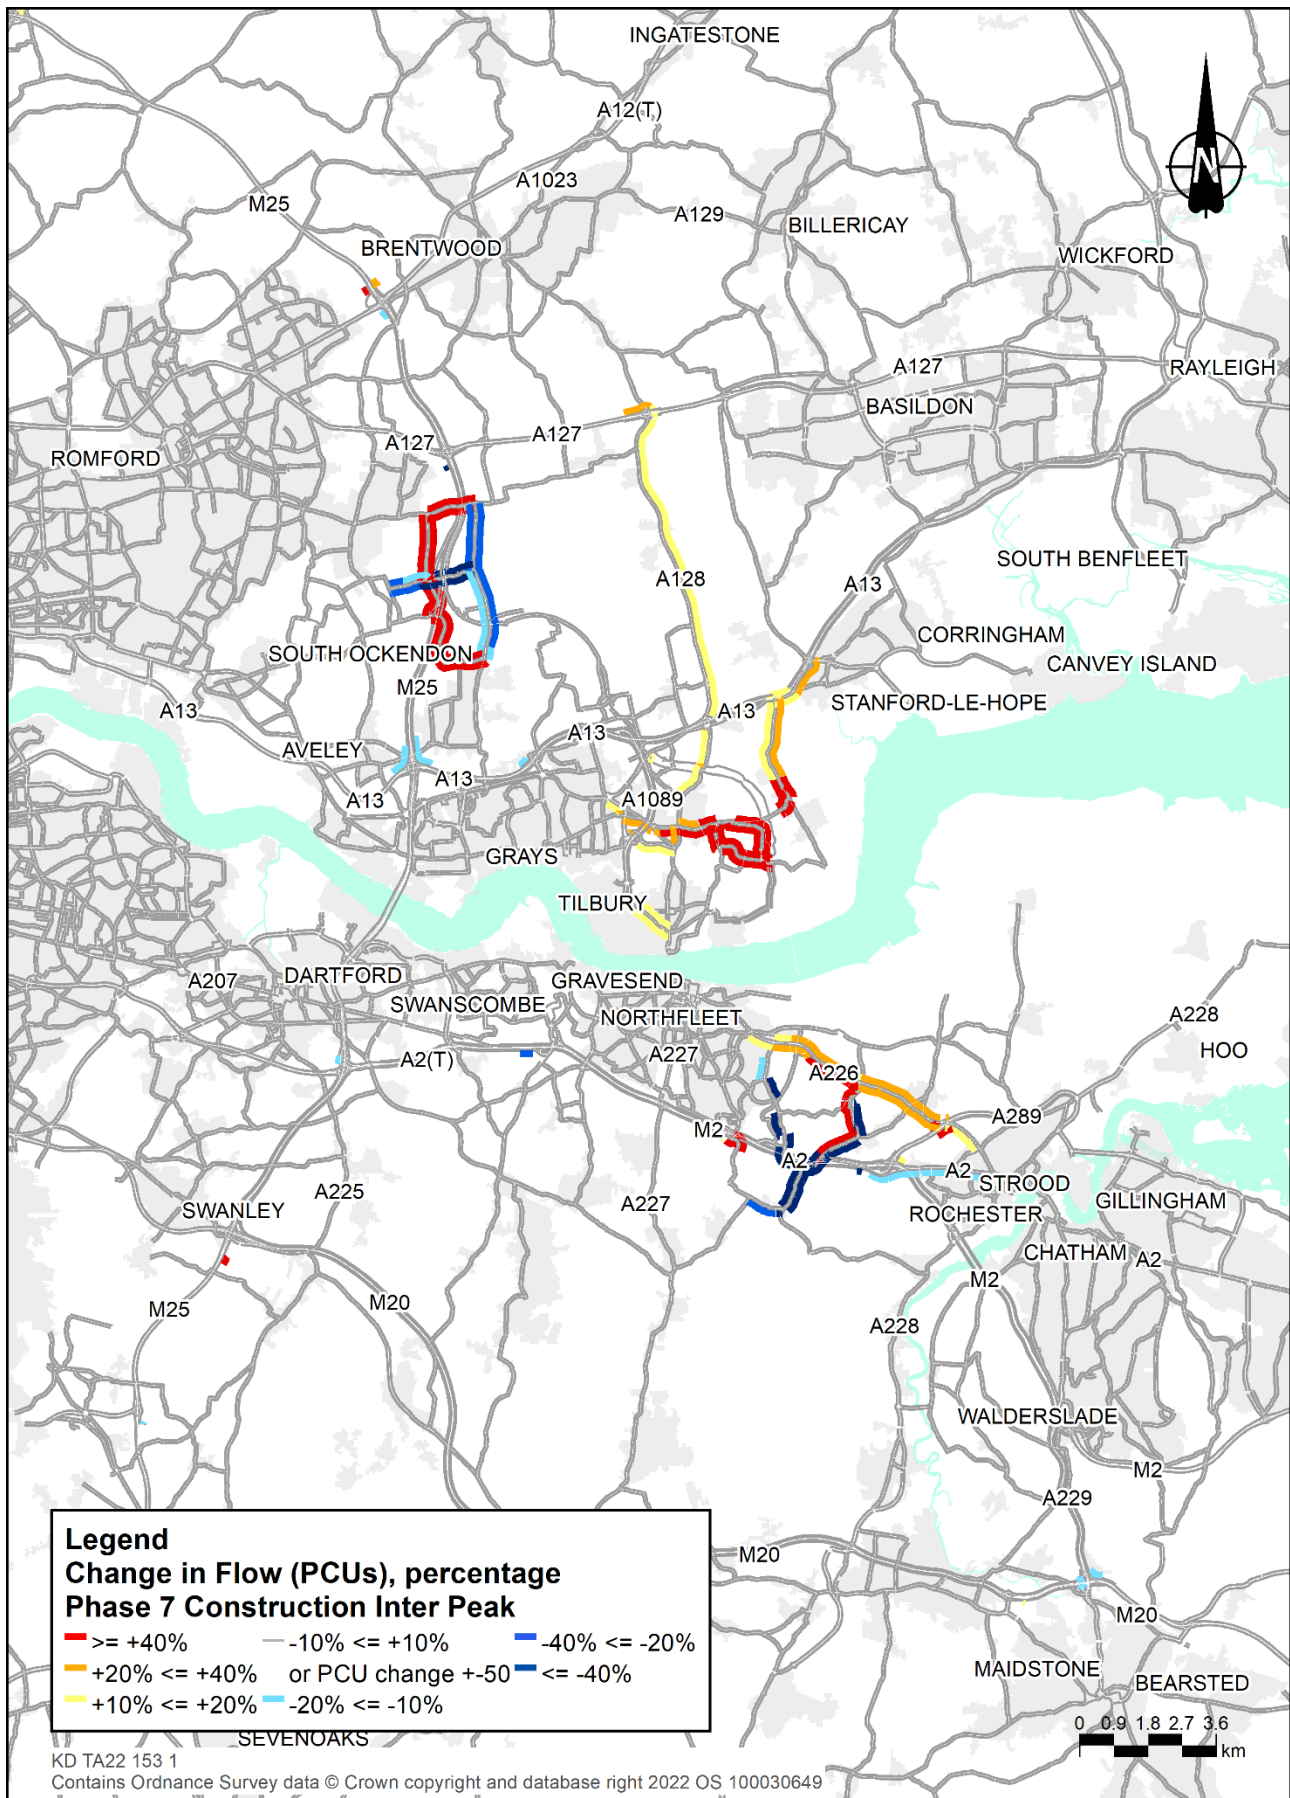 INGATESTONE
A12(T)
N
A1023
M25
A129
BILLERICAY
BRENTWOOD
WICKFORD
A127
RAYLEIGH
BASILDON
A127
A127
ROMFORD
SOUTH BENFLEET
A128
A13
CORRINGHAM
SOUTH OCKENDON
CANVEY ISLAND
M25
STANFORD-LE-HOPE
A13
A13
A13
AVELEY
A13
A13
A1089
GRAYS
TILBURY
DARTFORD
A207
GRAVESEND
SWANSCOMBE
NORTHFLEET
A228
HOO
A227
A2(T)
A226
A289
M2
A2
A2
STROOD
A225
GILLINGHAM
SWANLEY
A227
ROCHESTER
CHATHAM
A2
M2
M25
M20
A228
WALDERSLADE
M2
A229
M20
M20
MAIDSTONE
BEARSTED
Legend
Change in Flow (PCUs), percentage
Phase 7 Construction Inter Peak
>= +40%
-10% <= +10%
-40% <= -20%
+20% <= +40%
or PCU change +-50
<= -40%
+10% <= +20%
-20% <= -10%
0 0.9 1.8 2.7 3.6
km
SEVENOAKS
KD TA22 153 1
Contains Ordnance Survey data © Crown copyright and database right 2022 OS 100030649